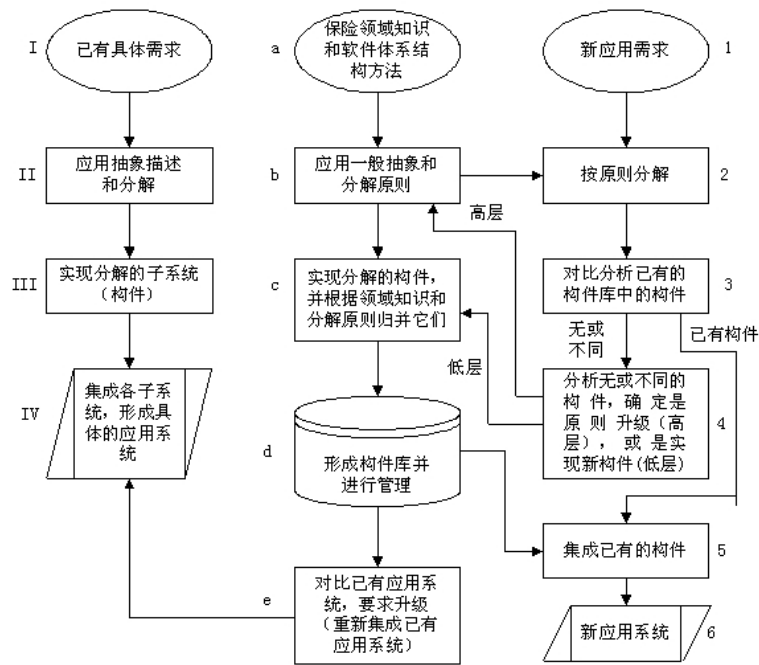 I
已有具体需求
II
应用抽象描述
和分解
III
实现分解的子系统
(构件)
IV
集成各子系
统,形成具
体的应用系
统
a
保险领域知识
和软件体系结
构方法
b
应用一般抽象和
分解原则
c
实现分解的构件,
并根据领域知识和
分解原则归并它们
d
形成构件库并
进行管理
e
对比已有应用系
统,要求升级
(重新集成已有
应用系统)
高层
低层
新应用需求
1
按原则分解
2
对比分析已有的
构件库中的构件
3
无或
不同
已有构件
分析无或不同的
构 件,确 定是
原 则 升级(高
层), 或 是实
现新构件(低层)
4
集成已有的构件
5
新应用系统
6